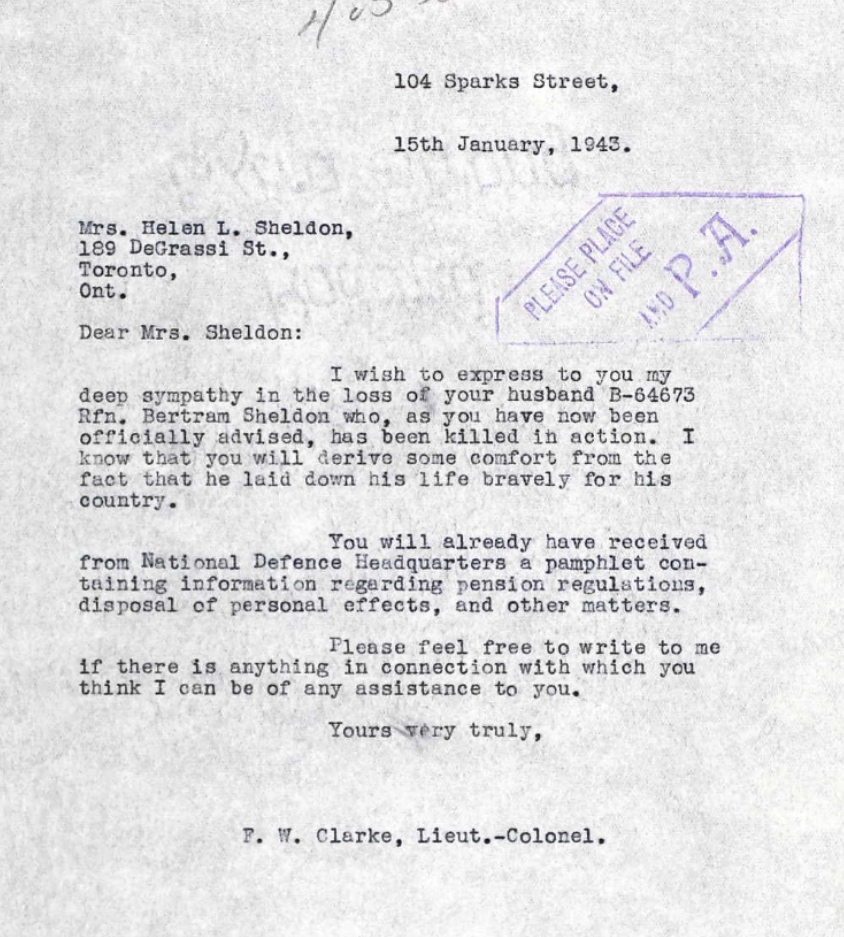 104 Sparks Street,
15th January, 1943.
PLEASE PLACE
ON FILE
AND P.A.
Mrs. Helen L. Sheldon,
189 DeGrassi St.,
Toronto,
Ont.
Dear Mrs. Sheldon:
I wish to express to you my
deep sympathy in the loss of your husband B-64673
Rfn. Bertram Sheldon who, as you have now been
officially advised, has been killed in action. I
know that you will derive some comfort from the
fact that he laid down his life bravely for his
country.
You will already have received
from National Defence Headquarters a pamphlet con-
taining information regarding pension regulations,
disposal of personal effects, and other matters.
Please feel free to write to me
if there is anything in connection with which you
think I can be of any assistance to you.
Yours very truly,
F. W. Clarke, Lieut.-Colonel.